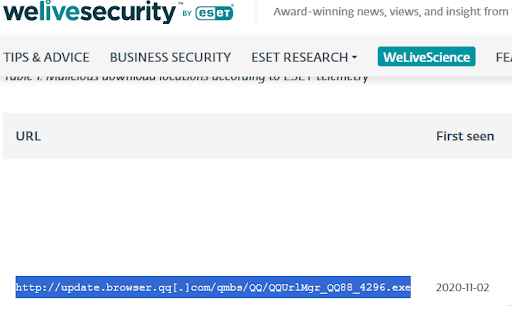 welivesecurity™ BY eset® Award-winning news, views, and insight from
TIPS & ADVICE BUSINESS SECURITY ESET RESEARCH WeLiveScience FEA
Table 1. Malicious download locations according to ESET telemetry
URL First seen
http://update.browser.qq[.]com/qmbs/QQ/QQUrlMgr_QQ88_4296.exe 2020-11-02